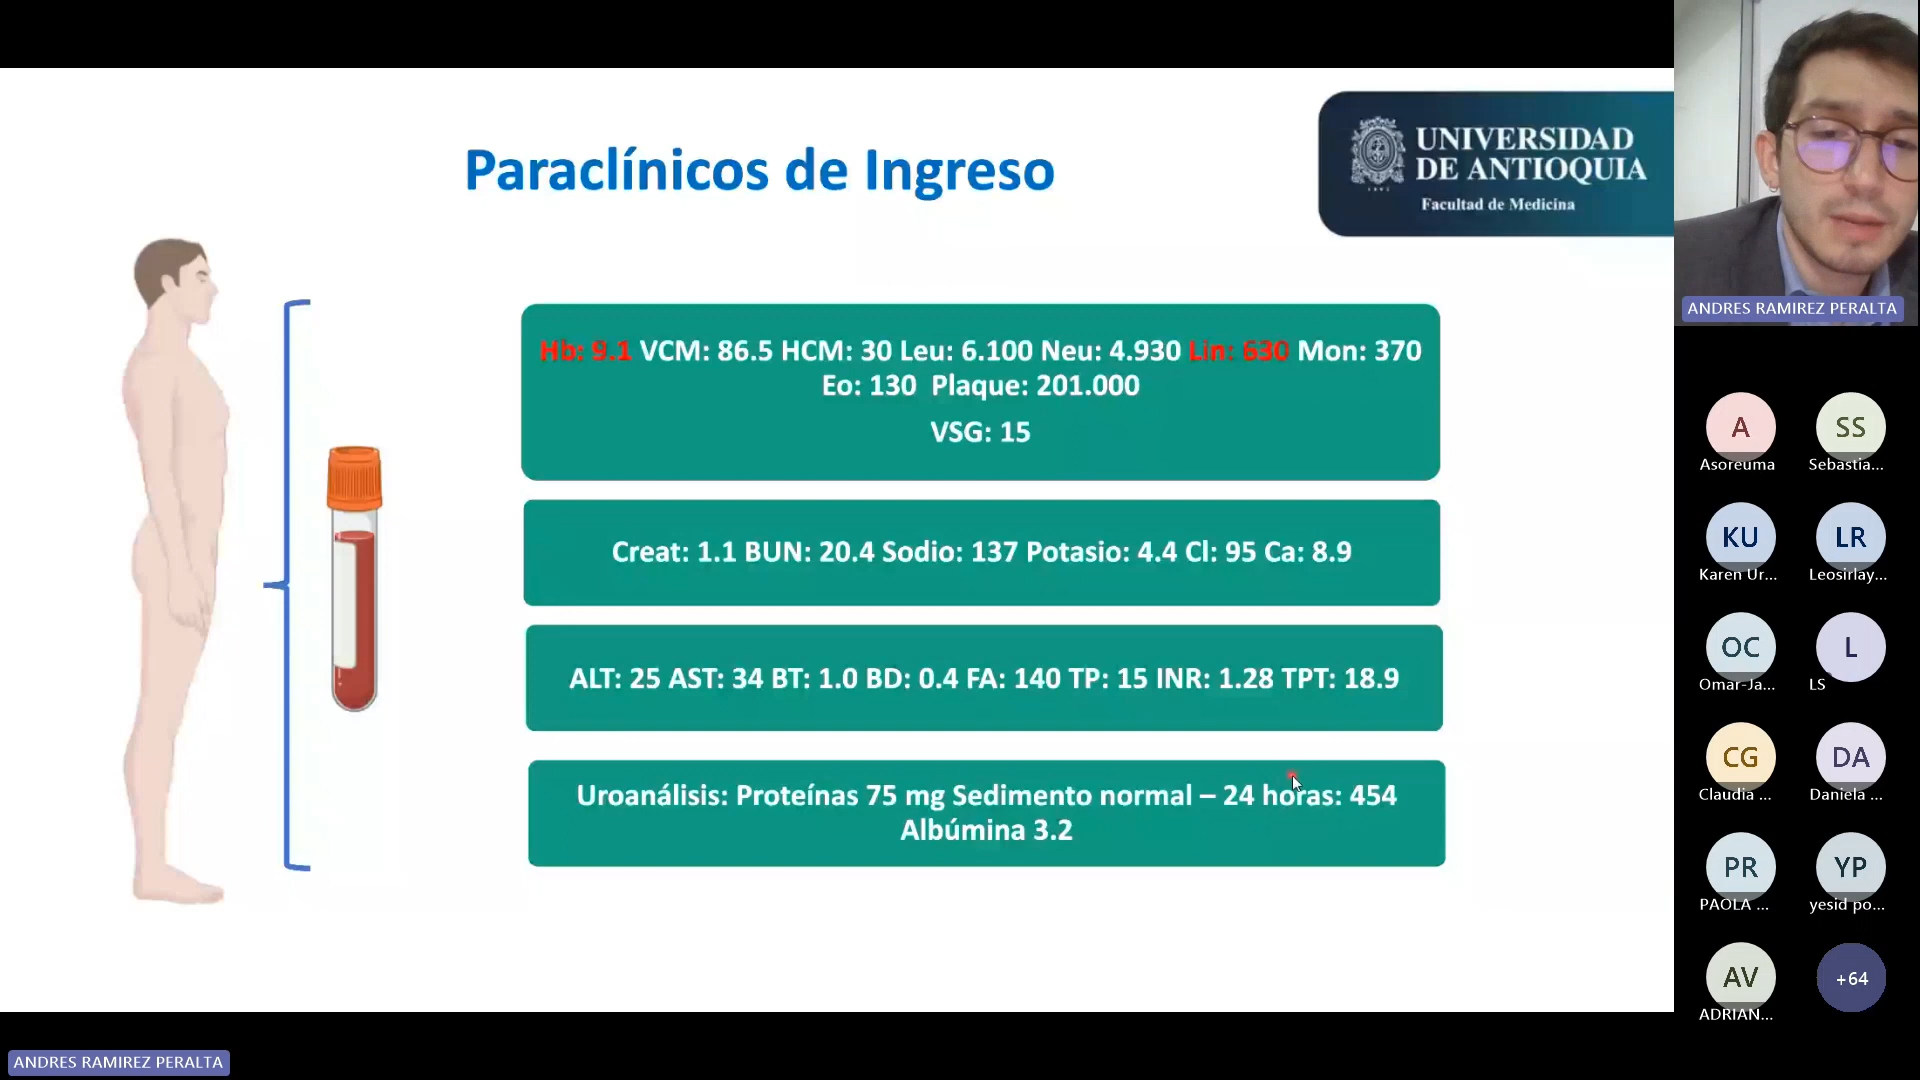 Paraclínicos de Ingreso
UNIVERSIDAD
DE ANTIOQUIA
1803
Facultad de Medicina
Hb: 9.1 VCM: 86.5 HCM: 30 Leu: 6.100 Neu: 4.930 Lin: 630 Mon: 370
Eo: 130 Plaque: 201.000
VSG: 15
Creat: 1.1 BUN: 20.4 Sodio: 137 Potasio: 4.4 Cl: 95 Ca: 8.9
ALT: 25 AST: 34 BT: 1.0 BD: 0.4 FA: 140 TP: 15 INR: 1.28 TPT: 18.9
Uroanálisis: Proteínas 75 mg Sedimento normal – 24 horas: 454
Albúmina 3.2
ANDRES RAMIREZ PERALTA
A
Asoreuma
SS
Sebastia...
KU
Karen Ur...
LR
Leosirlay...
OC
Omar-Ja...
L
LS
CG
Claudia ...
DA
Daniela ...
PR
PAOLA ...
YP
yesid po...
AV
ADRIAN...
+64
ANDRES RAMIREZ PERALTA